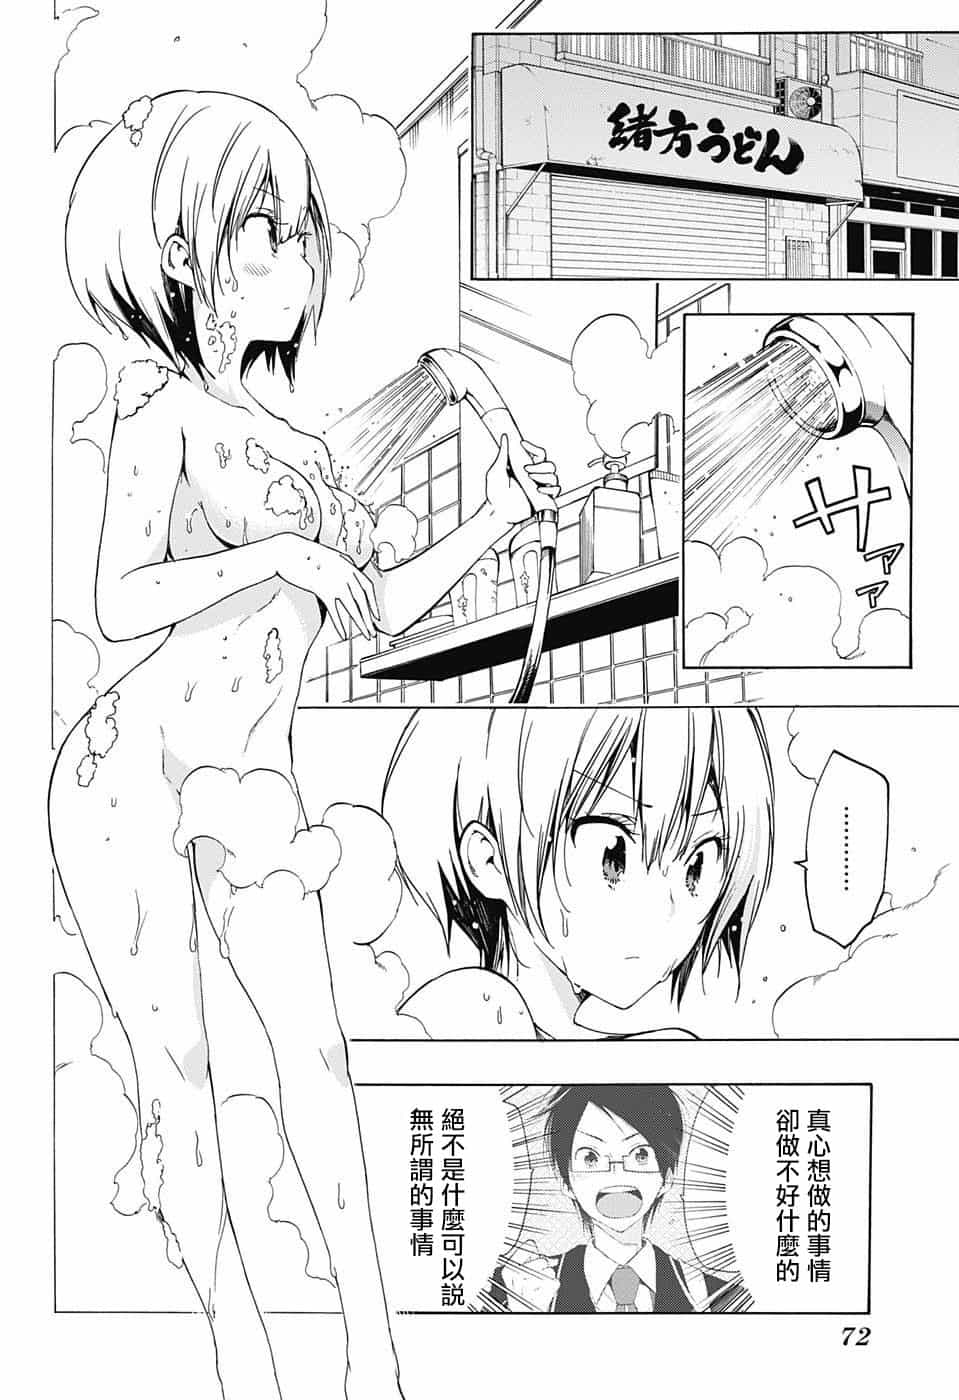 緒方うどん
ザァァ
………
真心想做的事情
卻做不好什麼的
絕不是什麼可以説
無所謂的事情
72